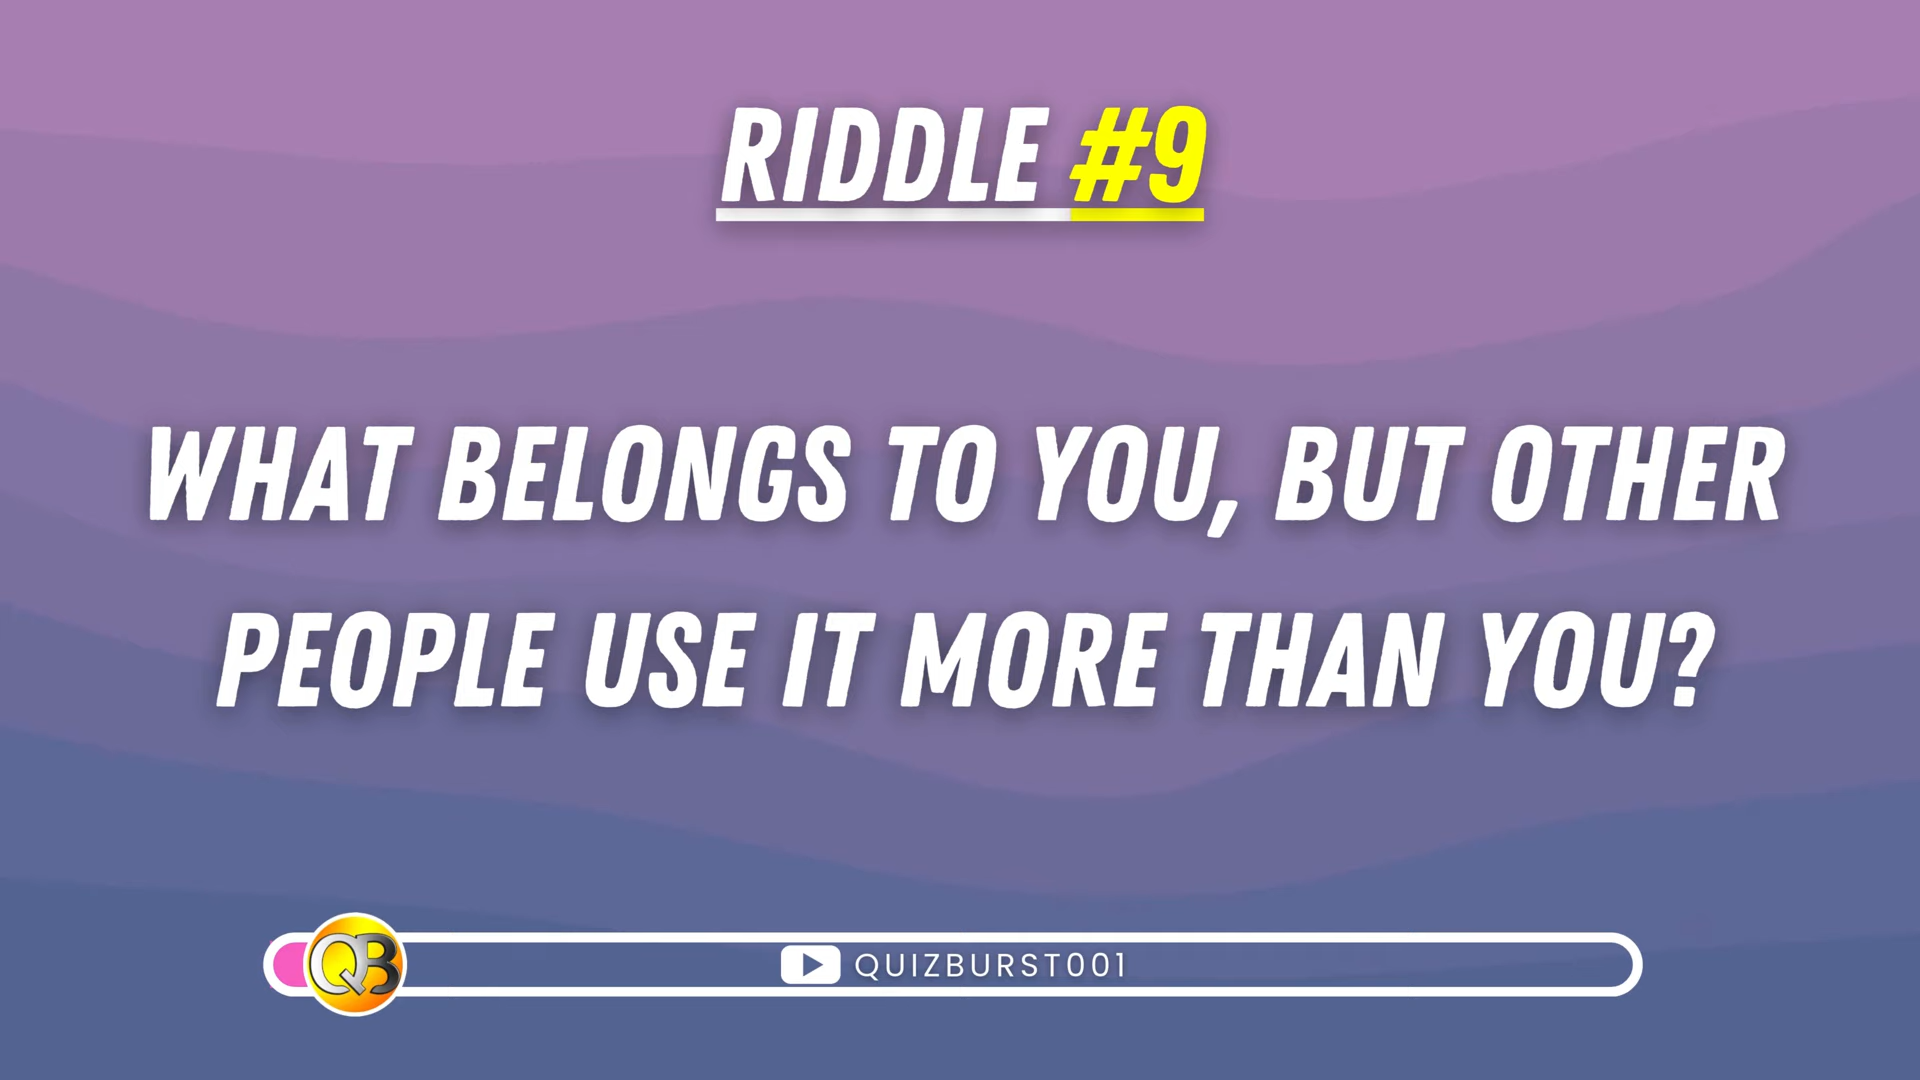 RIDDLE #9
WHAT BELONGS TO YOU, BUT OTHER
PEOPLE USE IT MORE THAN YOU?
QB
QUIZBURST001